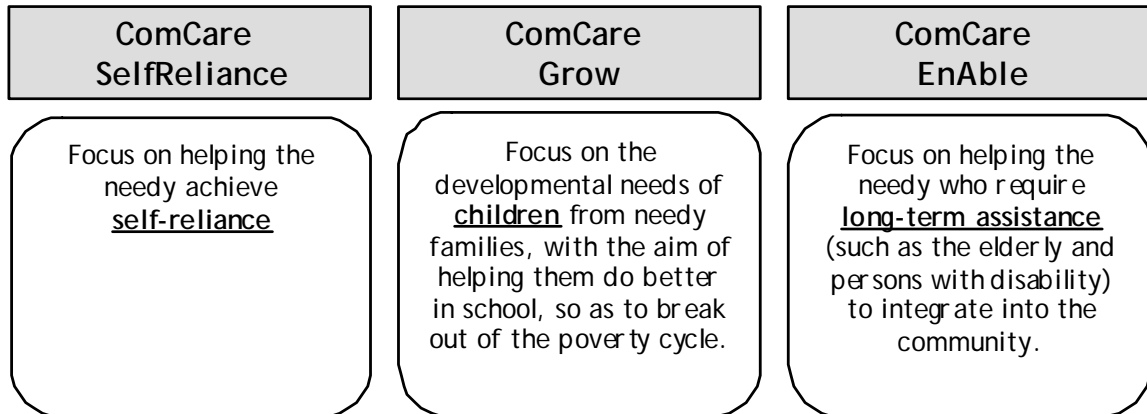 ComCare
SelfReliance
Focus on helping the
needy achieve
self-reliance
ComCare
Grow
Focus on the
developmental needs of
children from needy
families, with the aim of
helping them do better
in school, so as to break
out of the poverty cycle.
ComCare
EnAble
Focus on helping the
needy who require
long-term assistance
(such as the elderly and
persons with disability)
to integrate into the
community.